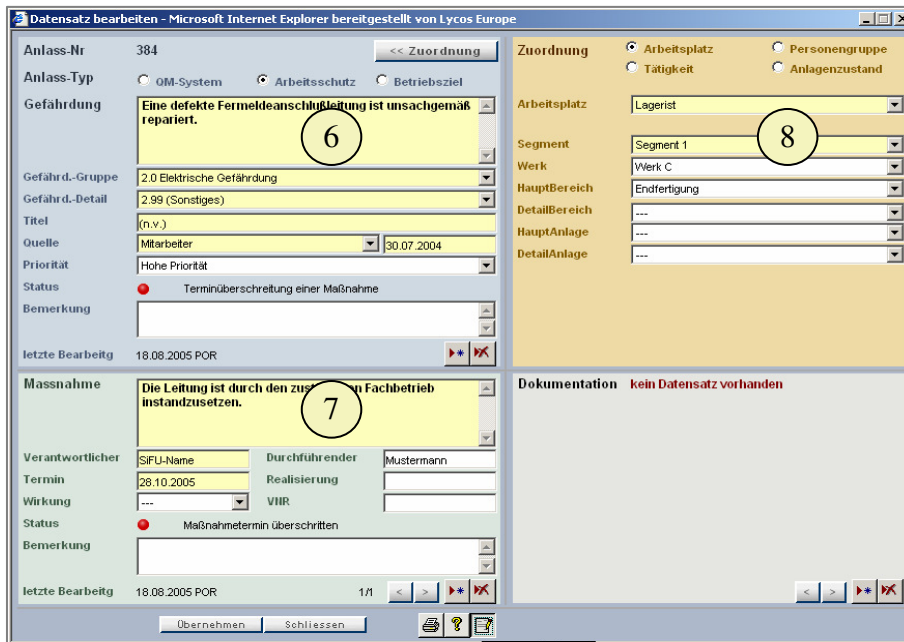 Datensatz bearbeiten - Microsoft Internet Explorer bereitgestellt von Lycos Europe
Anlass-Nr 384 << Zuordnung
Anlass-Typ QM-System Arbeitsschutz Betriebsziel
Gefährdung Eine defekte Fermeldeanschlußleitung ist unsachgemäß
repariert.
6
Gefährd.-Gruppe 2.0 Elektrische Gefährdung
Gefährd.-Detail 2.99 (Sonstiges)
Titel (n.v.)
Quelle Mitarbeiter 30.07.2004
Priorität Hohe Priorität
Status Terminüberschreitung einer Maßnahme
Bemerkung
letzte Bearbeitg 18.08.2005 POR
Zuordnung Arbeitsplatz Personengruppe
Tätigkeit Anlagenzustand
Arbeitsplatz Lagerist
8
Segment Segment 1
Werk Werk C
HauptBereich Endfertigung
DetailBereich ---
HauptAnlage ---
DetailAnlage ---
Massnahme Die Leitung ist durch den Fachbetrieb
instandzusetzen.
7
Verantwortlicher SiFU-Name Durchführender Mustermann
Termin 28.10.2005 Realisierung
Wirkung --- VNR
Status Maßnahmetermin überschritten
Bemerkung
letzte Bearbeitg 18.08.2005 POR 1/1 < >
Dokumentation kein Datensatz vorhanden
< >
Übernehmen Schliessen ?